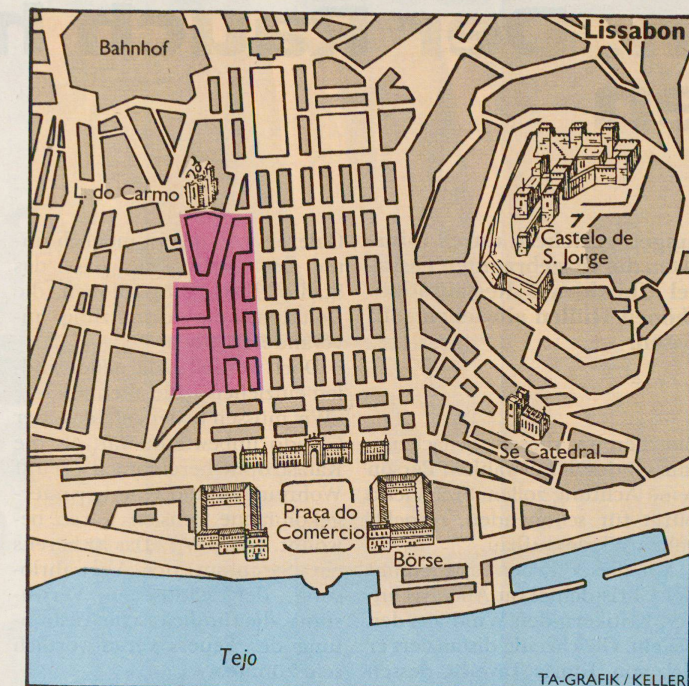 Lissabon
Bahnhof
L. do Carmo
Castelo de
S. Jorge
Sé Catedral
Praça do
Comércio
Börse
Tejo
TA-GRAFIK / KELLER